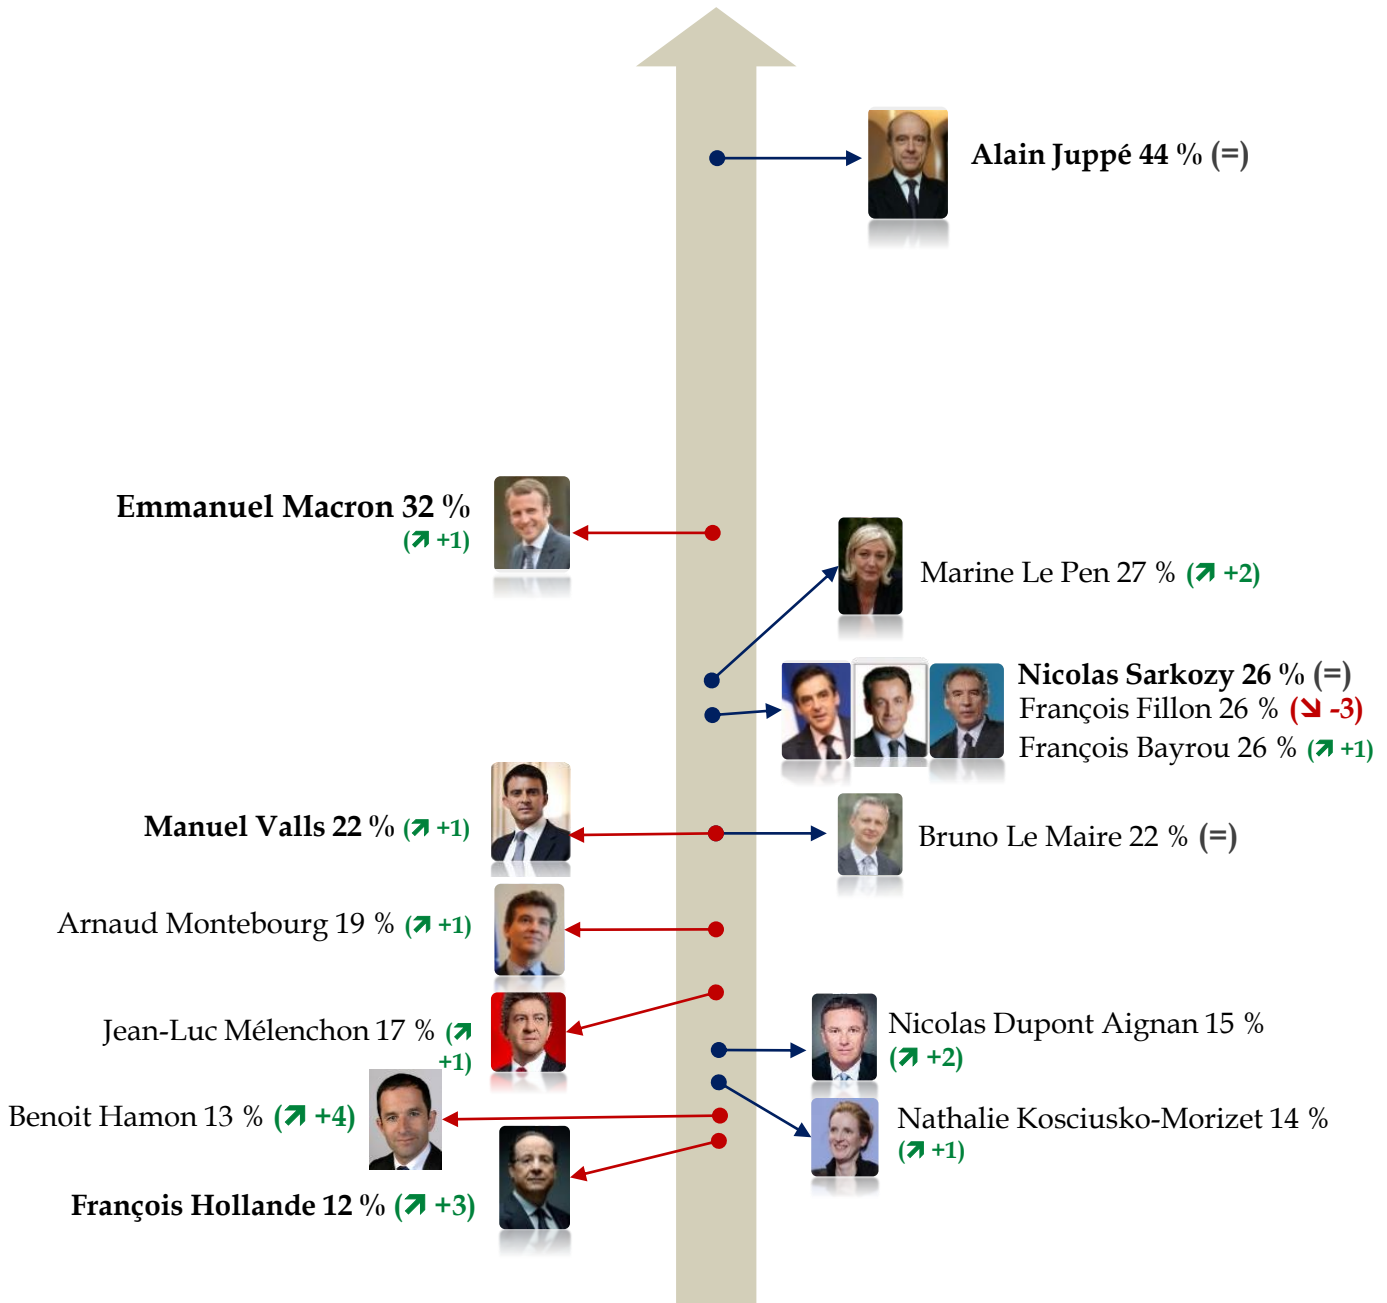 Alain Juppé 44 % (=)
Emmanuel Macron 32 %
(↗ +1)
Marine Le Pen 27 % (↗ +2)
Nicolas Sarkozy 26 % (=)
François Fillon 26 % (↘ -3)
François Bayrou 26 % (↗ +1)
Manuel Valls 22 % (↗ +1)
Bruno Le Maire 22 % (=)
Arnaud Montebourg 19 % (↗ +1)
Jean-Luc Mélenchon 17 % (↗
+1)
Nicolas Dupont Aignan 15 %
(↗ +2)
Benoit Hamon 13 % (↗ +4)
Nathalie Kosciusko-Morizet 14 %
(↗ +1)
François Hollande 12 % (↗ +3)